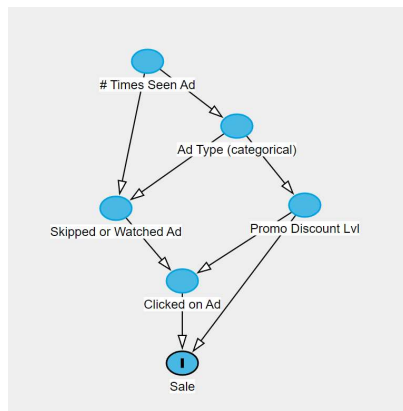 # Times Seen Ad
Ad Type (categorical)
Skipped or Watched Ad
Promo Discount Lvl
Clicked on Ad
I
Sale